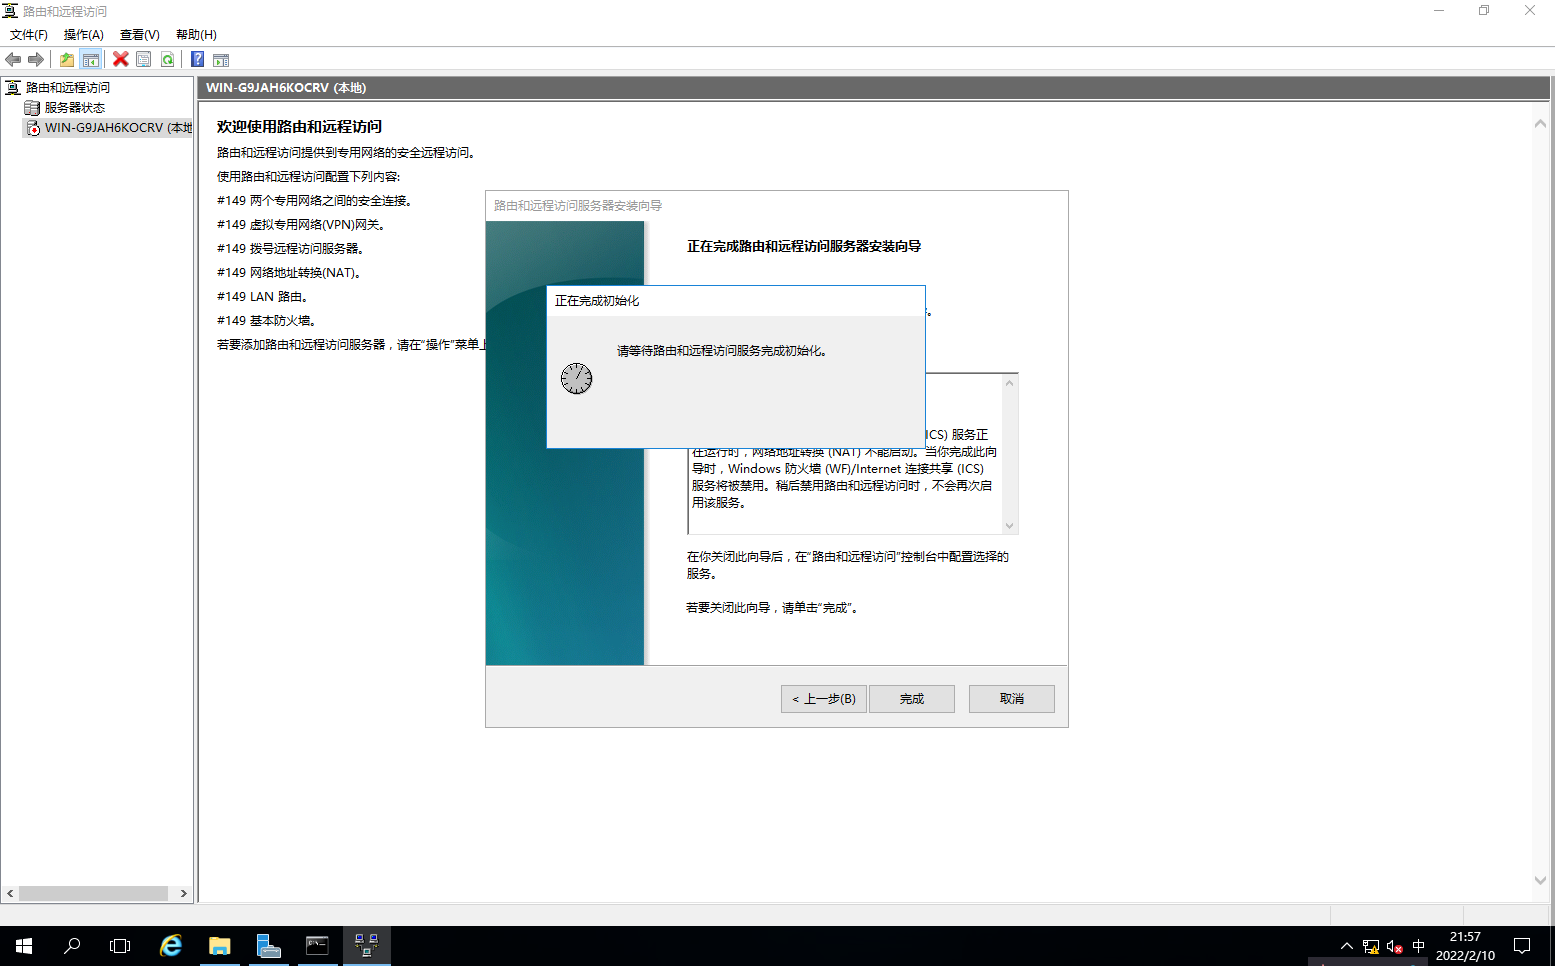 路由和远程访问
文件(F) 操作(A) 查看(V) 帮助(H)
路由和远程访问
服务器状态
WIN-G9JAH6KOCRV (本地
WIN-G9JAH6KOCRV (本地)
欢迎使用路由和远程访问
路由和远程访问提供到专用网络的安全远程访问。
使用路由和远程访问配置下列内容:
#149 两个专用网络之间的安全连接。
#149 虚拟专用网络(VPN)网关。
#149 拨号远程访问服务器。
#149 网络地址转换(NAT)。
#149 LAN 路由。
#149 基本防火墙。
若要添加路由和远程访问服务器，请在"操作"菜单上
路由和远程访问服务器安装向导
正在完成路由和远程访问服务器安装向导
正在完成初始化
请等待路由和远程访问服务完成初始化。
ICS) 服务正
在运行时，网络地址转换 (NAT) 不能启动。当你完成此向
导时，Windows 防火墙 (WF)/Internet 连接共享 (ICS)
服务将被禁用。稍后禁用路由和远程访问时，不会再次启
用该服务。
在你关闭此向导后，在"路由和远程访问"控制台中配置选择的
服务。
若要关闭此向导，请单击"完成"。
< 上一步(B) 完成 取消
中
21:57
2022/2/10